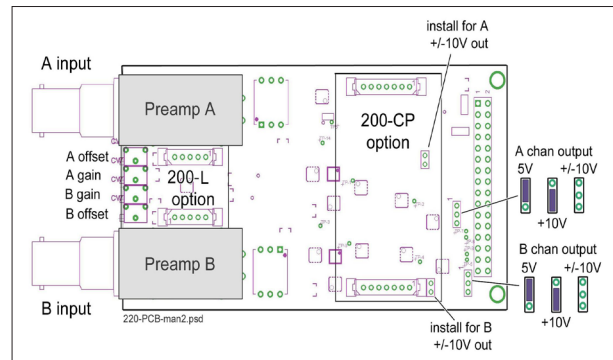 install for A
+/-10V out
A input
Preamp A
200-CP
option
A offset
A gain
B gain
B offset
200-L
option
A chan output
5V
+/-10V
+10V
Preamp B
B chan output
5V
+/-10V
+10V
B input
220-PCB-man2.psd
install for B
+/-10V out